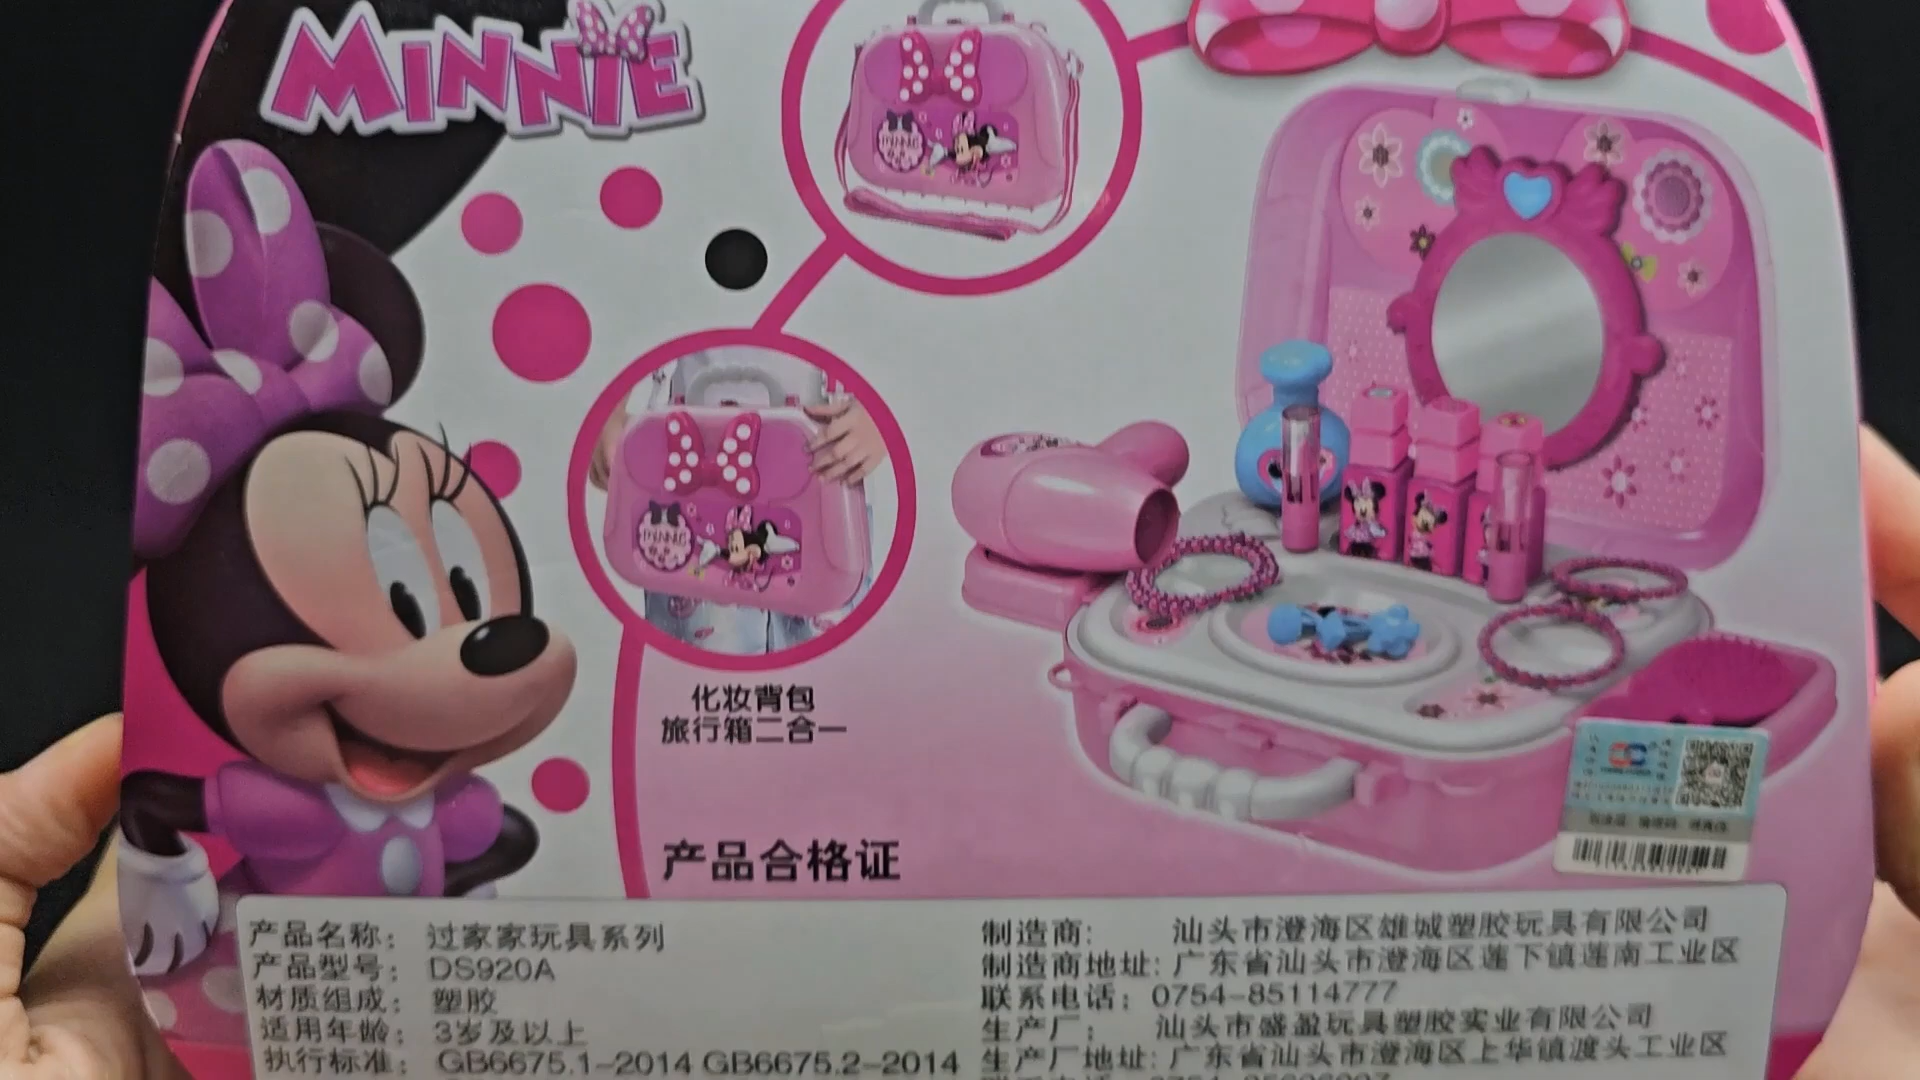 MINNIE
化妆背包
旅行箱二合一
产品合格证
产品名称： 过家家玩具系列
产品型号： DS920A
材质组成： 塑胶
适用年龄： 3岁及以上
执行标准： GB6675.1-2014 GB6675.2-2014
制造商： 汕头市澄海区雄城塑胶玩具有限公司
制造商地址: 广东省汕头市澄海区莲下镇莲南工业区
联系电话： 0754-85114777
生产厂： 汕头市盛盈玩具塑胶实业有限公司
生产厂地址: 广东省汕头市澄海区上华镇渡头工业区